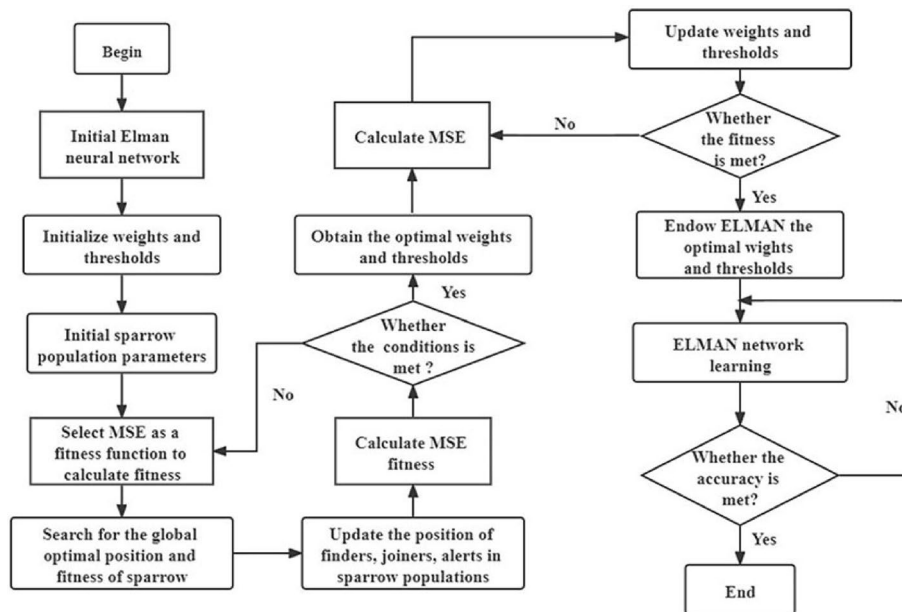 Begin
Initial Elman
neural network
Initialize weights and
thresholds
Initial sparrow
population parameters
Select MSE as a
fitness function to
calculate fitness
Search for the global
optimal position and
fitness of sparrow
Update the position of
finders, joiners, alerts in
sparrow populations
Calculate MSE
fitness
Whether
the conditions is
met ?
No
Yes
Obtain the optimal weights
and thresholds
Calculate MSE
Update weights and
thresholds
Whether
the fitness
is met?
No
Yes
Endow ELMAN the
optimal wights
and thresholds
ELMAN network
learning
Whether the
accuracy is
met?
No
Yes
End